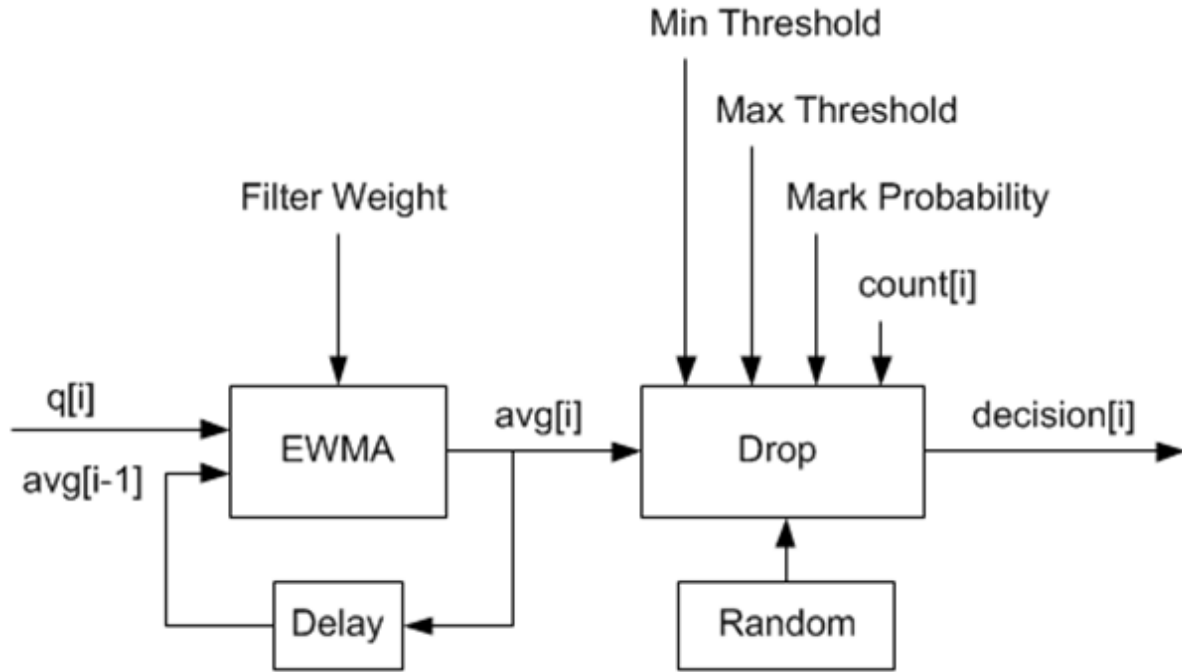 Min Threshold
Max Threshold
Filter Weight
Mark Probability
count[i]
q[i]
avg[i]
decision[i]
EWMA
Drop
avg[i-1]
Delay
Random